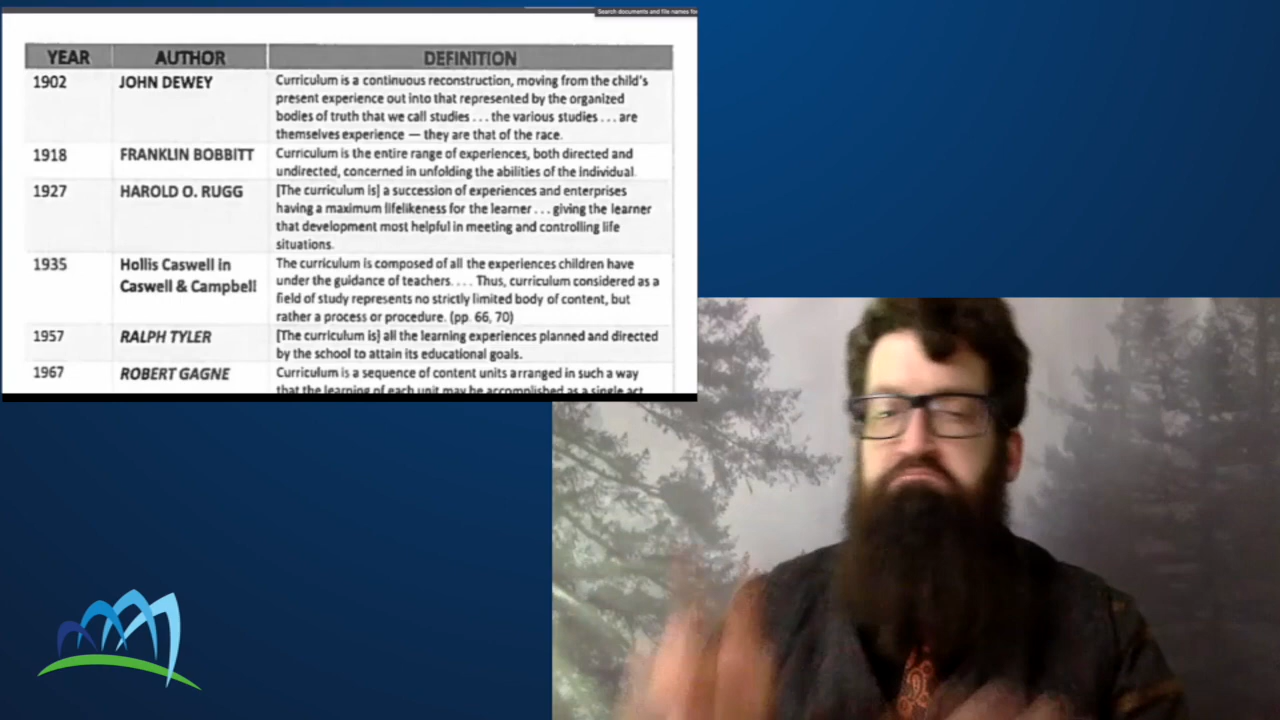 Search documents and file names for
YEAR AUTHOR DEFINITION
1902 JOHN DEWEY Curriculum is a continuous reconstruction, moving from the child's
present experience out into that represented by the organized
bodies of truth that we call studies . . . the various studies . . . are
themselves experience — they are that of the race.
1918 FRANKLIN BOBBITT Curriculum is the entire range of experiences, both directed and
undirected, concerned in unfolding the abilities of the individual.
1927 HAROLD O. RUGG [The curriculum is] a succession of experiences and enterprises
having a maximum lifelikeness for the learner . . . giving the learner
that development most helpful in meeting and controlling life
situations.
1935 Hollis Caswell in The curriculum is composed of all the experiences children have
Caswell & Campbell under the guidance of teachers. . . . Thus, curriculum considered as a
field of study represents no strictly limited body of content, but
rather a process or procedure. (pp. 66, 70)
1957 RALPH TYLER [The curriculum is] all the learning experiences planned and directed
by the school to attain its educational goals.
1967 ROBERT GAGNE Curriculum is a sequence of content units arranged in such a way
that the learning of each unit may be accomplished as a single act